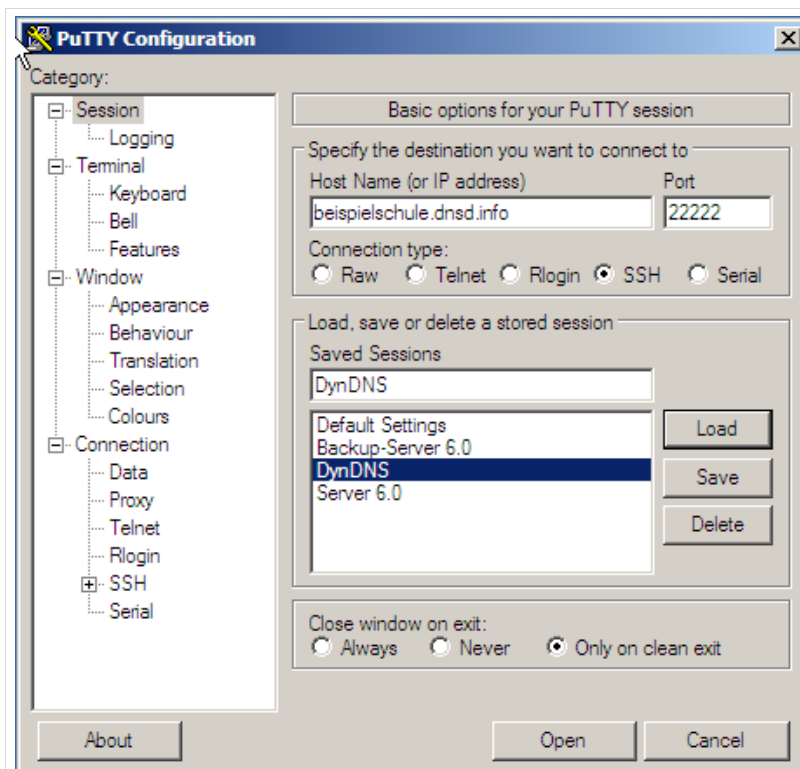 PuTTY Configuration
Category:
Session
Logging
Terminal
Keyboard
Bell
Features
Window
Appearance
Behaviour
Translation
Selection
Colours
Connection
Data
Proxy
Telnet
Rlogin
SSH
Serial
Basic options for your PuTTY session
Specify the destination you want to connect to
Host Name (or IP address) Port
beispielschule.dnsd.info 22222
Connection type:
Raw Telnet Rlogin SSH Serial
Load, save or delete a stored session
Saved Sessions
DynDNS
Default Settings
Backup-Server 6.0
DynDNS
Server 6.0
Load
Save
Delete
Close window on exit:
Always Never Only on clean exit
About Open Cancel